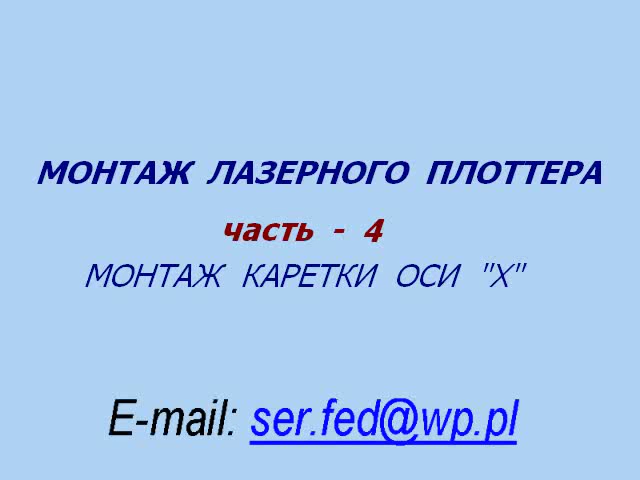 МОНТАЖ ЛАЗЕРНОГО ПЛОТТЕРА
часть - 4
МОНТАЖ КАРЕТКИ ОСИ "X"
E-mail: ser.fed@wp.pl